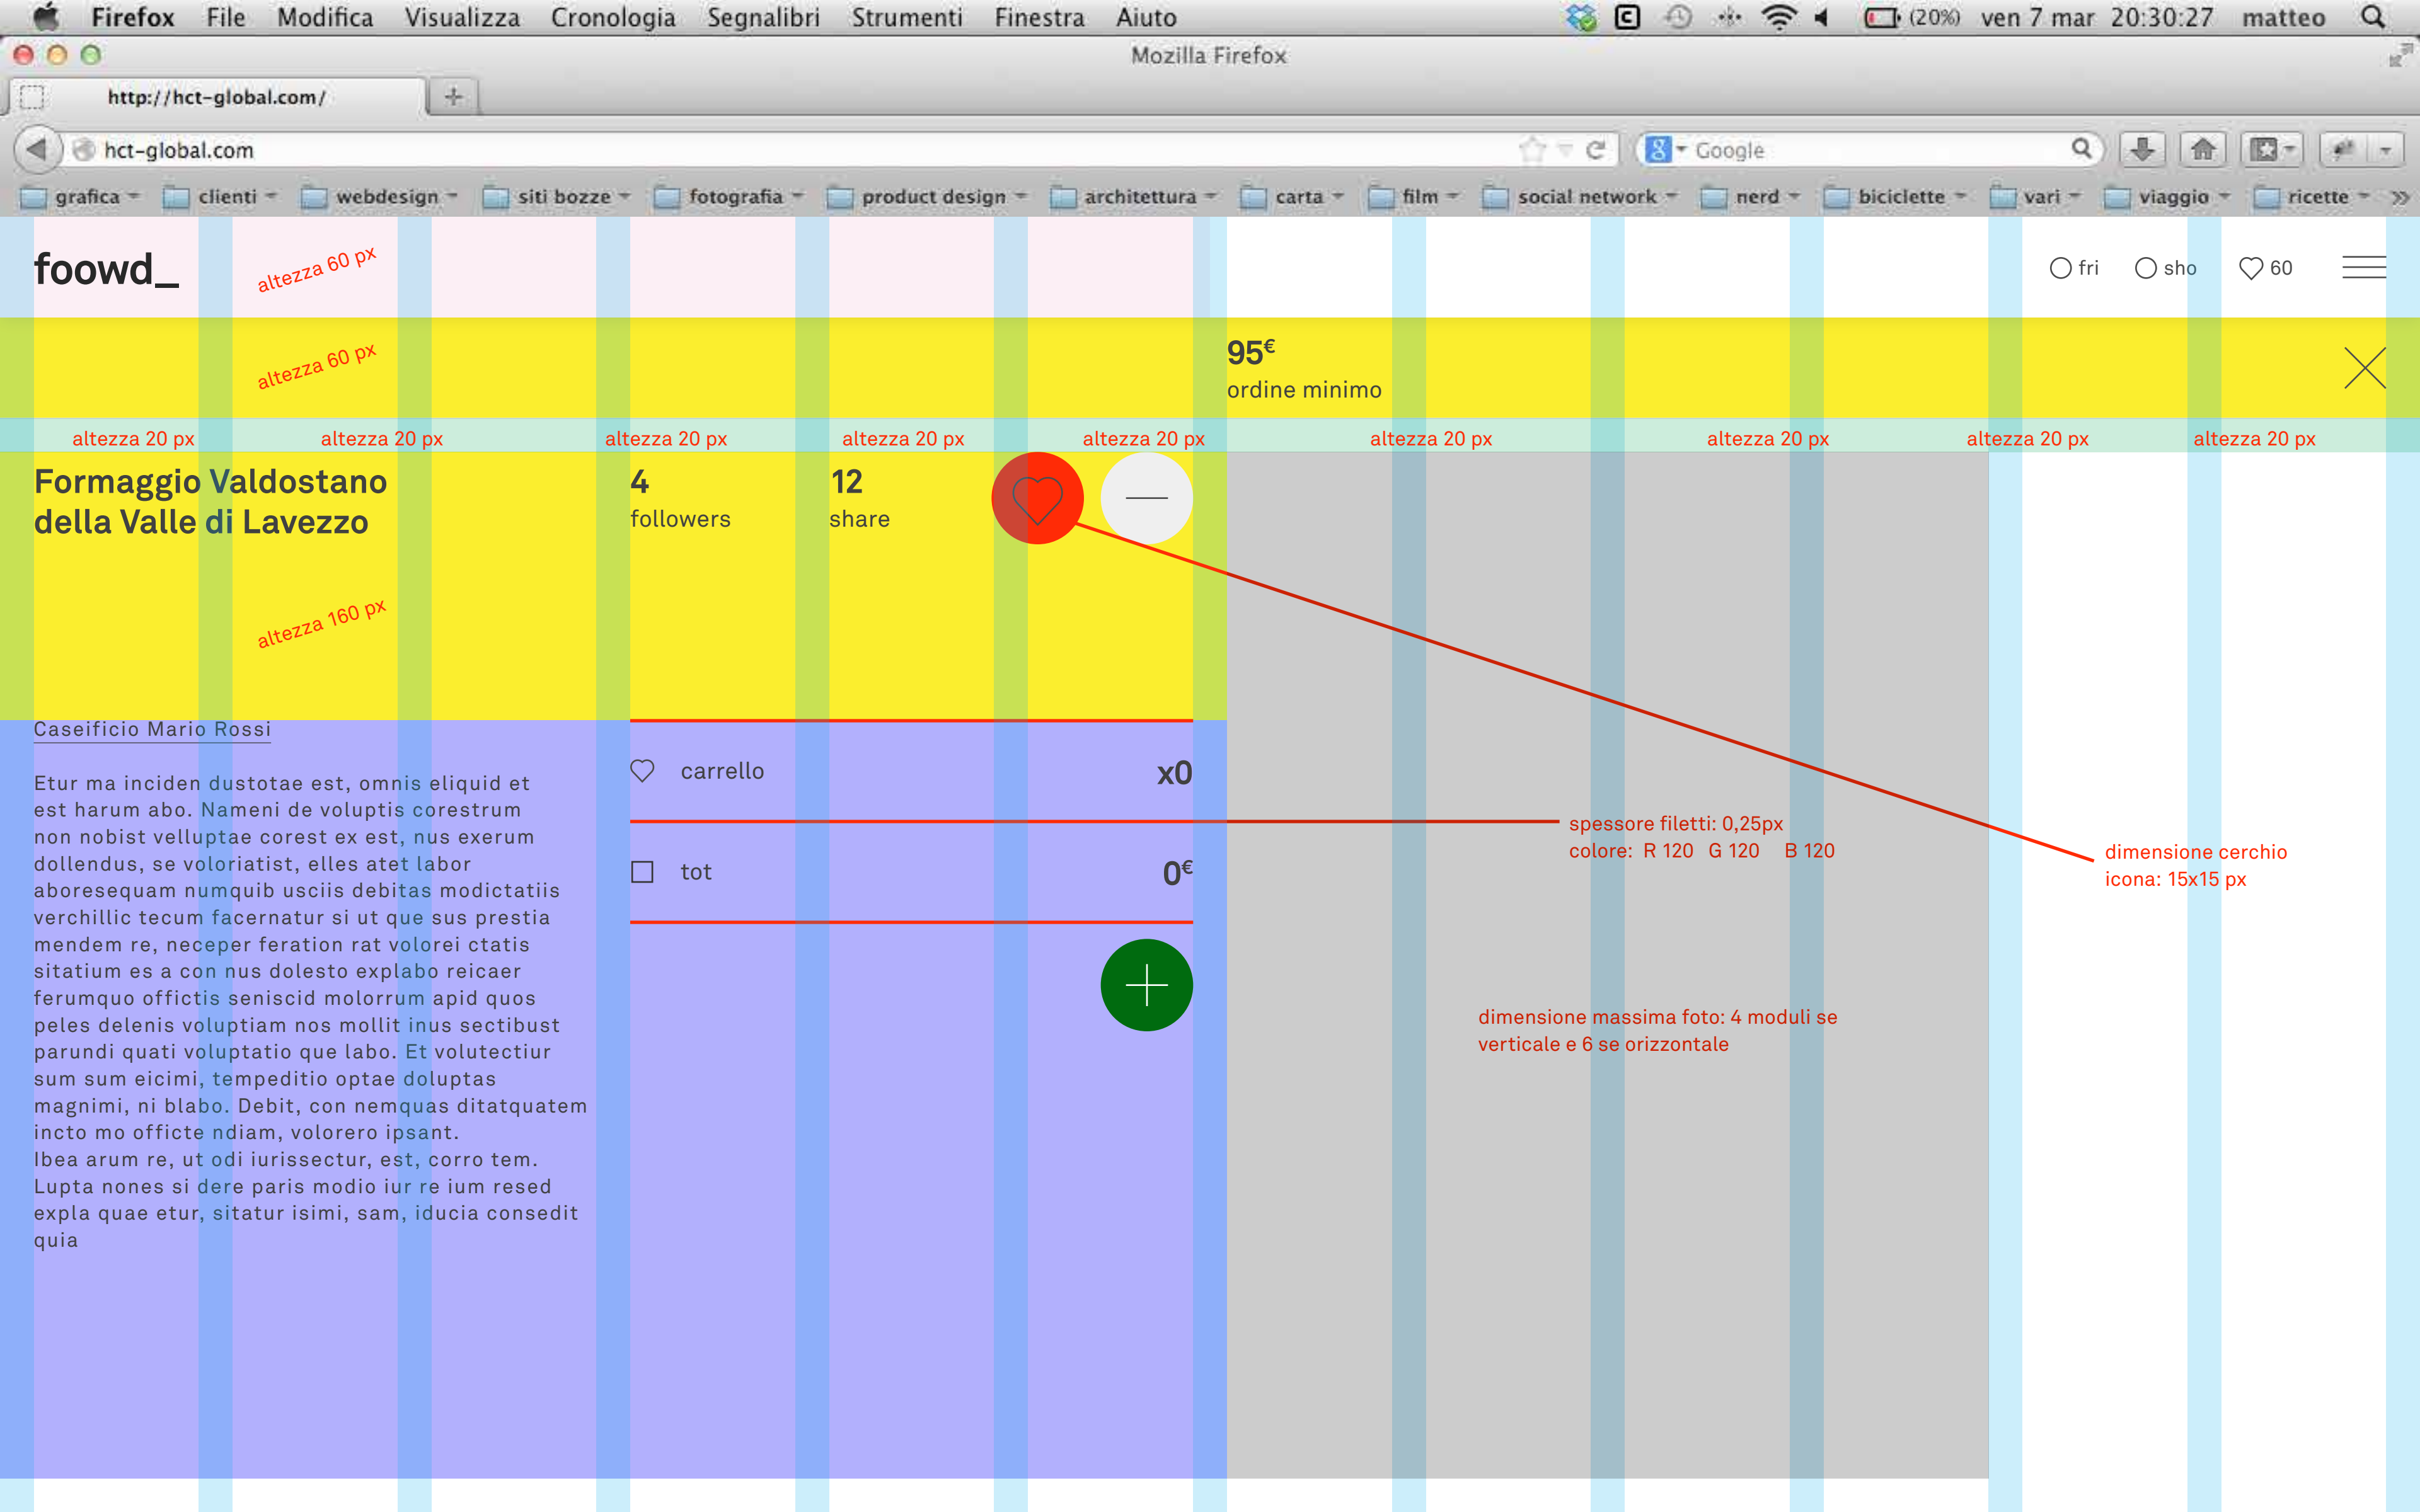 Firefox File Modifica Visualizza Cronologia Segnalibri Strumenti Finestra Aiuto (20%) ven 7 mar 20:30:27 matteo
Mozilla Firefox
http://hct-global.com/
hct-global.com Google
grafica clienti webdesign siti bozze fotografia product design architettura carta film social network nerd biciclette vari viaggio ricette
foowd_ altezza 60 px fri sho 60
altezza 60 px
95€
ordine minimo
altezza 20 px altezza 20 px altezza 20 px altezza 20 px altezza 20 px altezza 20 px altezza 20 px altezza 20 px altezza 20 px
Formaggio Valdostano
della Valle di Lavezzo
4
followers
12
share
altezza 160 px
Caseificio Mario Rossi
Etur ma inciden dustotae est, omnis eliquid et
est harum abo. Nameni de voluptis corestrum
non nobist velluptae corest ex est, nus exerum
dollendus, se voloriatist, elles atet labor
aboresequam numquib usciis debitas modictatiis
verchillic tecum facernatur si ut que sus prestia
mendem re, neceper feration rat volorei ctatis
sitatium es a con nus dolesto explabo reicaer
ferumquo offictis seniscid molorrum apid quos
peles delenis voluptiam nos mollit inus sectibust
parundi quati voluptatio que labo. Et volutectiur
sum sum eicimi, tempeditio optae doluptas
magnimi, ni blabo. Debit, con nemquas ditatquatem
incto mo officte ndiam, volorero ipsant.
Ibea arum re, ut odi iurissectur, est, corro tem.
Lupta nones si dere paris modio iur re ium resed
expla quae etur, sitatur isimi, sam, iducia consedit
quia
carrello x0
tot 0€
spessore filetti: 0,25px
colore: R 120 G 120 B 120
dimensione cerchio
icona: 15x15 px
dimensione massima foto: 4 moduli se
verticale e 6 se orizzontale